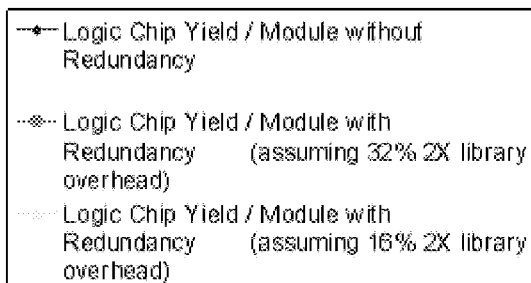 Logic Chip Yield / Module without
Redundancy
Logic Chip Yield / Module with
Redundancy (assuming 32% 2X library
overhead)
Logic Chip Yield / Module with
Redundancy (assuming 16% 2X library
overhead)